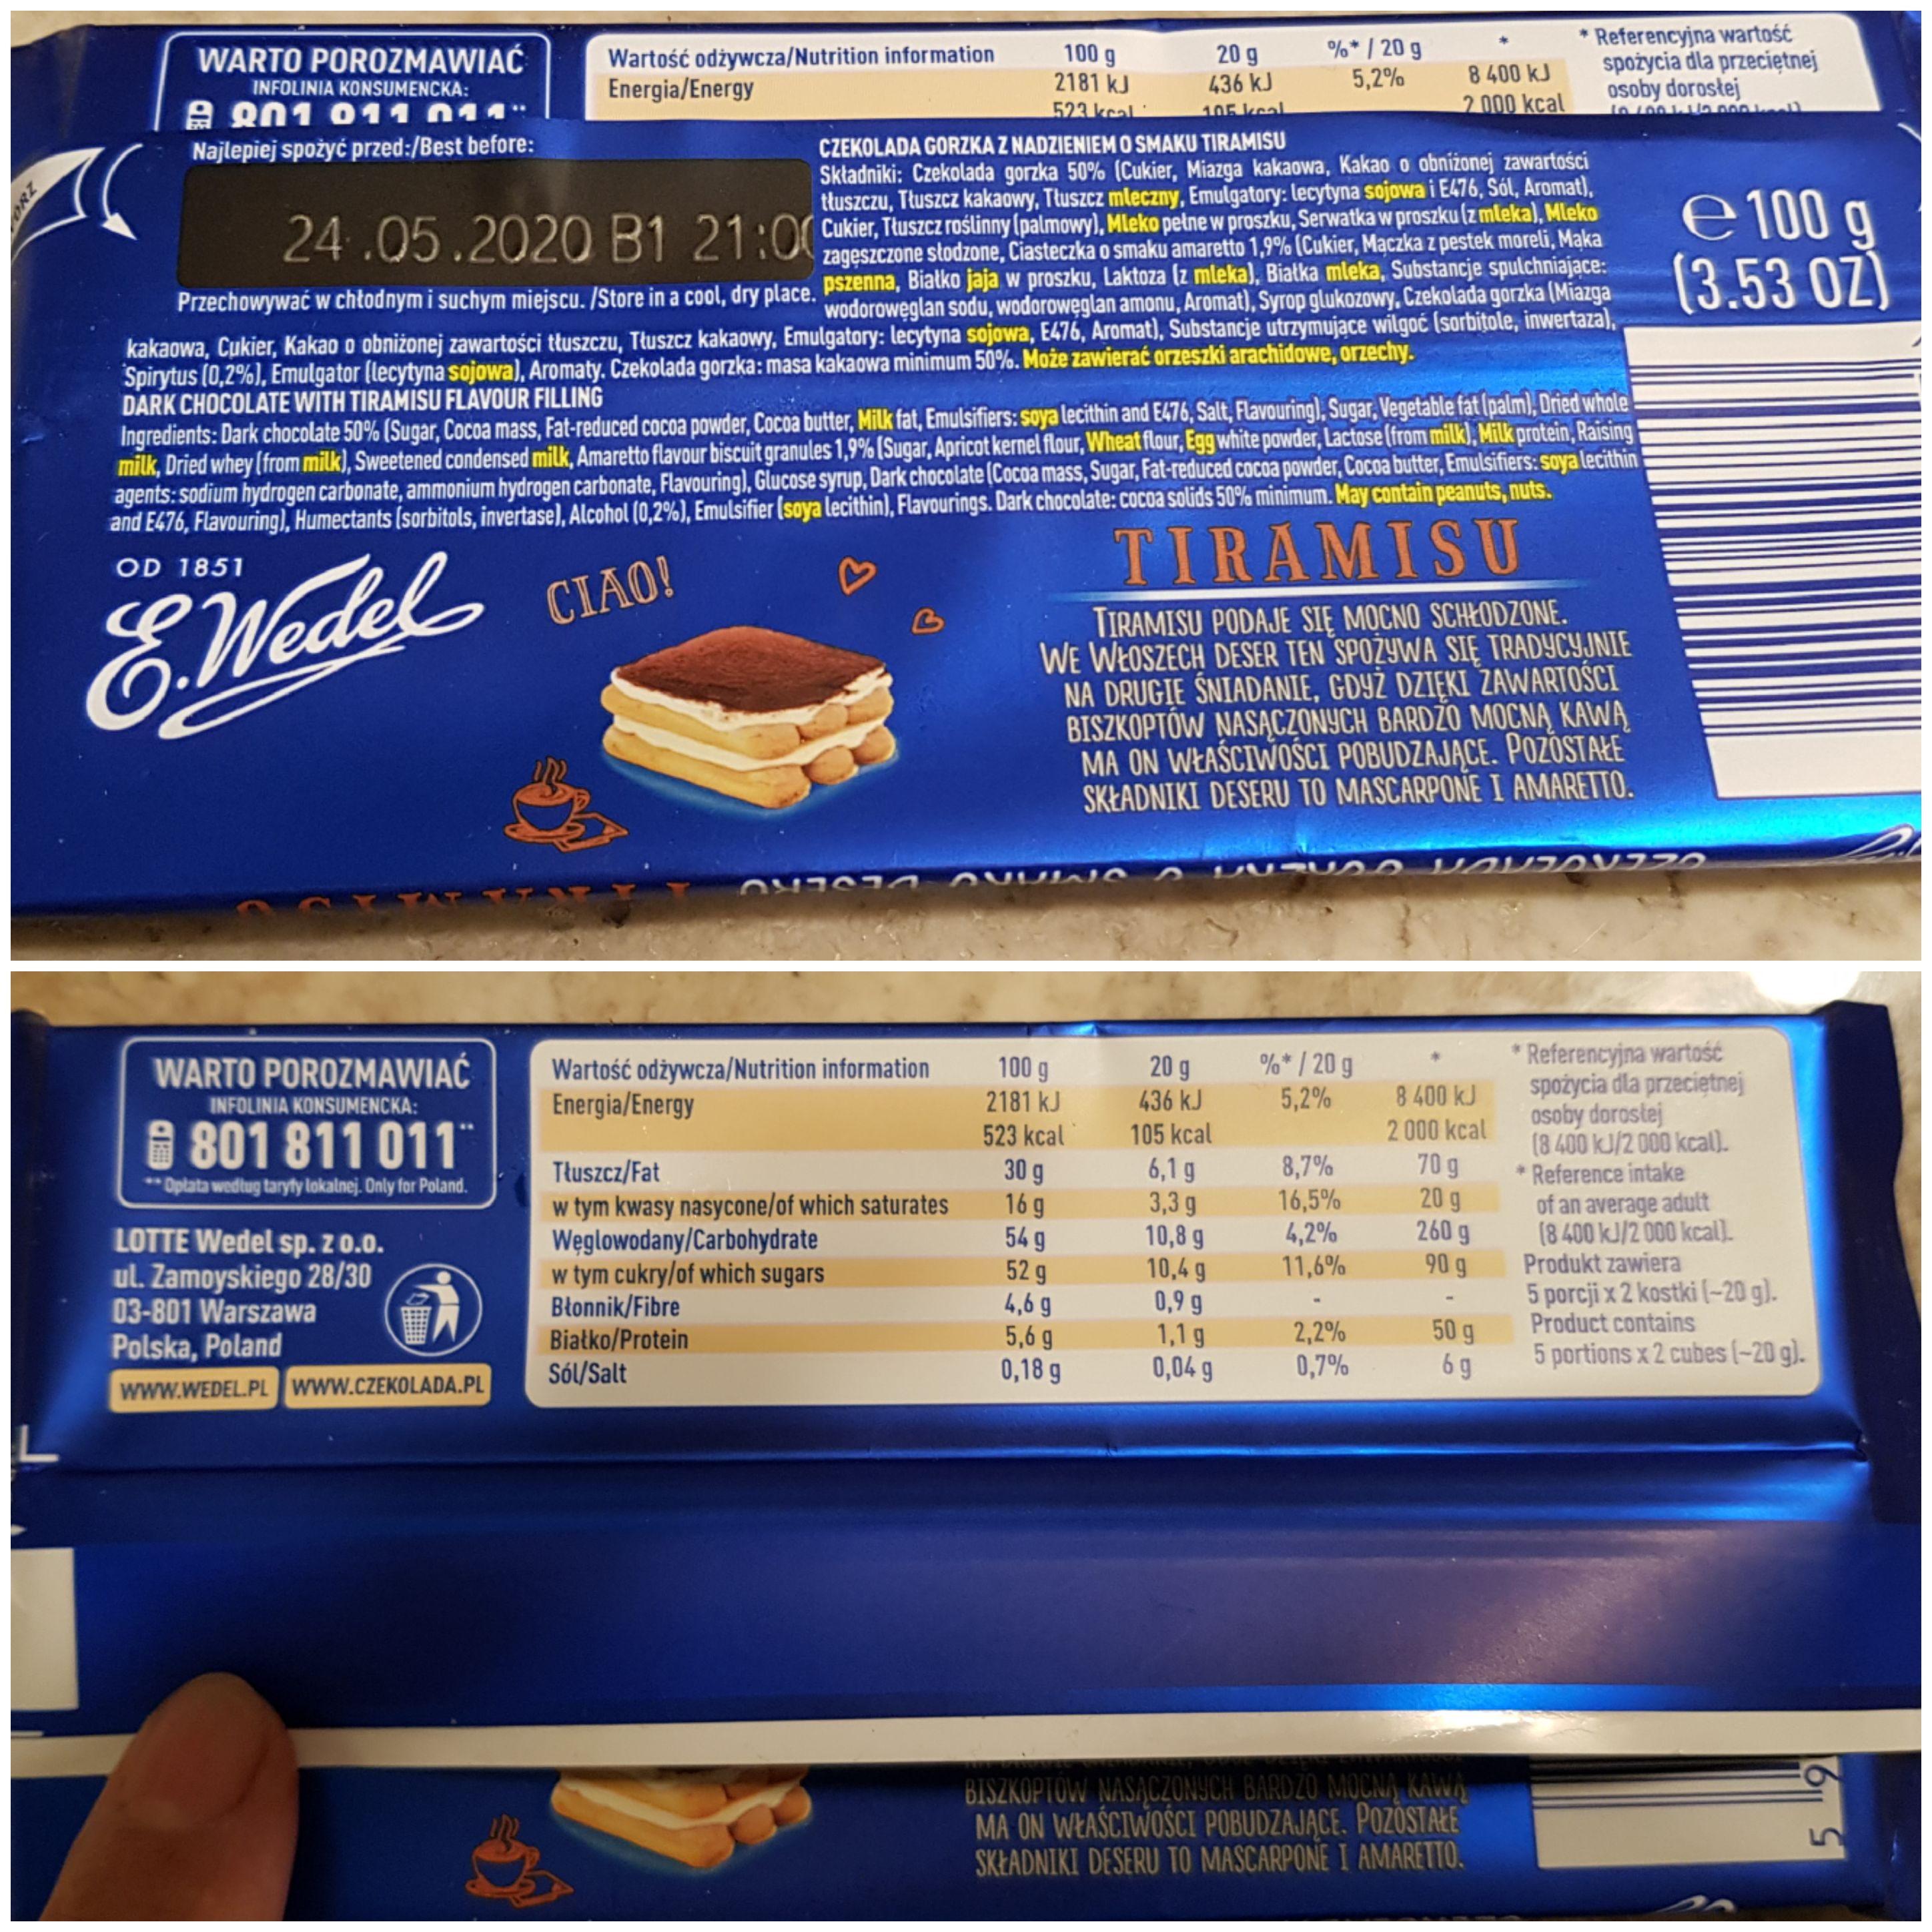 WARTO POROZMAWIAĆ
INFOLINIA KONSUMENCKA:
801 811 011**
Wartość odżywcza/Nutrition information 100 g 20 g %* / 20 g *
Energia/Energy 2181 kJ 436 kJ 5,2% 8 400 kJ
523 kcal 105 kcal 2 000 kcal
* Referencyjna wartość
spożycia dla przeciętnej
osoby dorosłej
Najlepiej spożyć przed:/Best before:
24.05.2020 B1 21:00
Przechowywać w chłodnym i suchym miejscu. /Store in a cool, dry place.
CZEKOLADA GORZKA Z NADZIENIEM O SMAKU TIRAMISU
Składniki: Czekolada gorzka 50% (Cukier, Miazga kakaowa, Kakao o obniżonej zawartości
tłuszczu, Tłuszcz kakaowy, Tłuszcz mleczny, Emulgatory: lecytyna sojowa i E476, Sól, Aromat),
Cukier, Tłuszcz roślinny (palmowy), Mleko pełne w proszku, Serwatka w proszku (z mleka), Mleko
zagęszczone słodzone, Ciasteczka o smaku amaretto 1,9% (Cukier, Mączka z pestek moreli, Mąka
pszenna, Białko jaja w proszku, Laktoza (z mleka), Białka mleka, Substancje spulchniające:
wodorowęglan sodu, wodorowęglan amonu, Aromat), Syrop glukozowy, Czekolada gorzka (Miazga
kakaowa, Cukier, Kakao o obniżonej zawartości tłuszczu, Tłuszcz kakaowy, Emulgatory: lecytyna sojowa, E476, Aromat), Substancje utrzymujące wilgoć (sorbitole, inwertaza),
Spirytus (0,2%), Emulgator (lecytyna sojowa), Aromaty. Czekolada gorzka: masa kakaowa minimum 50%. Może zawierać orzeszki arachidowe, orzechy.
DARK CHOCOLATE WITH TIRAMISU FLAVOUR FILLING
Ingredients: Dark chocolate 50% (Sugar, Cocoa mass, Fat-reduced cocoa powder, Cocoa butter, Milk fat, Emulsifiers: soya lecithin and E476, Salt, Flavouring), Sugar, Vegetable fat (palm), Dried whole
milk, Dried whey (from milk), Sweetened condensed milk, Amaretto flavour biscuit granules 1,9% (Sugar, Apricot kernel flour, Wheat flour, Egg white powder, Lactose (from milk), Milk protein, Raising
agents: sodium hydrogen carbonate, ammonium hydrogen carbonate, Flavouring), Glucose syrup, Dark chocolate (Cocoa mass, Sugar, Fat-reduced cocoa powder, Cocoa butter, Emulsifiers: soya lecithin
and E476, Flavouring), Humectants (sorbitols, invertase), Alcohol (0,2%), Emulsifier (soya lecithin), Flavourings. Dark chocolate: cocoa solids 50% minimum. May contain peanuts, nuts.
e 100 g
(3.53 OZ)
OD 1851
E.Wedel
CIAO!
TIRAMISU
TIRAMISU PODAJE SIĘ MOCNO SCHŁODZONE.
WE WŁOSZECH DESER TEN SPOŻYWA SIĘ TRADYCYJNIE
NA DRUGIE ŚNIADANIE, GDYŻ DZIĘKI ZAWARTOŚCI
BISZKOPTÓW NASĄCZONYCH BARDZO MOCNĄ KAWĄ
MA ON WŁAŚCIWOŚCI POBUDZAJĄCE. POZOSTAŁE
SKŁADNIKI DESERU TO MASCARPONE I AMARETTO.
WARTO POROZMAWIAĆ
INFOLINIA KONSUMENCKA:
801 811 011**
** Opłata według taryfy lokalnej. Only for Poland.
LOTTE Wedel sp. z o.o.
ul. Zamoyskiego 28/30
03-801 Warszawa
Polska, Poland
WWW.WEDEL.PL WWW.CZEKOLADA.PL
Wartość odżywcza/Nutrition information 100 g 20 g %* / 20 g *
Energia/Energy 2181 kJ 436 kJ 5,2% 8 400 kJ
523 kcal 105 kcal 2 000 kcal
Tłuszcz/Fat 30 g 6,1 g 8,7% 70 g
w tym kwasy nasycone/of which saturates 16 g 3,3 g 16,5% 20 g
Węglowodany/Carbohydrate 54 g 10,8 g 4,2% 260 g
w tym cukry/of which sugars 52 g 10,4 g 11,6% 90 g
Błonnik/Fibre 4,6 g 0,9 g - -
Białko/Protein 5,6 g 1,1 g 2,2% 50 g
Sól/Salt 0,18 g 0,04 g 0,7% 6 g
* Referencyjna wartość
spożycia dla przeciętnej
osoby dorosłej
(8 400 kJ/2 000 kcal).
* Reference intake
of an average adult
(8 400 kJ/2 000 kcal).
Produkt zawiera
5 porcji x 2 kostki (~20 g).
Product contains
5 portions x 2 cubes (~20 g).
BISZKOPTÓW NASĄCZONYCH BARDZO MOCNĄ KAWĄ
MA ON WŁAŚCIWOŚCI POBUDZAJĄCE. POZOSTAŁE
SKŁADNIKI DESERU TO MASCARPONE I AMARETTO.
5 9